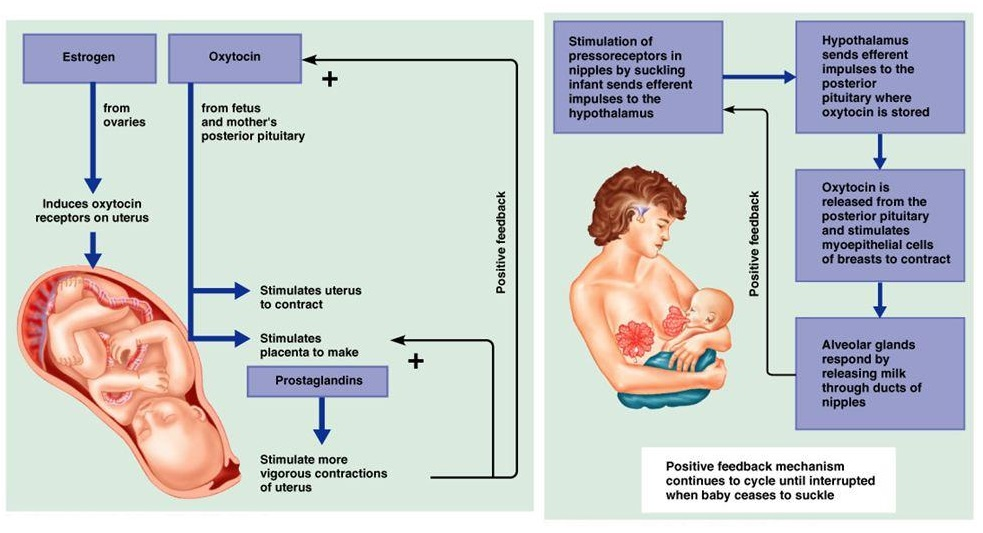 Estrogen
Oxytocin
+
from
ovaries
from fetus
and mother's
posterior pituitary
Induces oxytocin
receptors on uterus
Stimulates uterus
to contract
Stimulates
placenta to make
+
Prostaglandins
Stimulate more
vigorous contractions
of uterus
Positive feedback
Stimulation of
pressoreceptors in
nipples by suckling
infant sends efferent
impulses to the
hypothalamus
Hypothalamus
sends efferent
impulses to the
posterior
pituitary where
oxytocin is stored
Oxytocin is
released from the
posterior pituitary
and stimulates
myoepithelial cells
of breasts to contract
Positive feedback
Alveolar glands
respond by
releasing milk
through ducts of
nipples
Positive feedback mechanism
continues to cycle until interrupted
when baby ceases to suckle